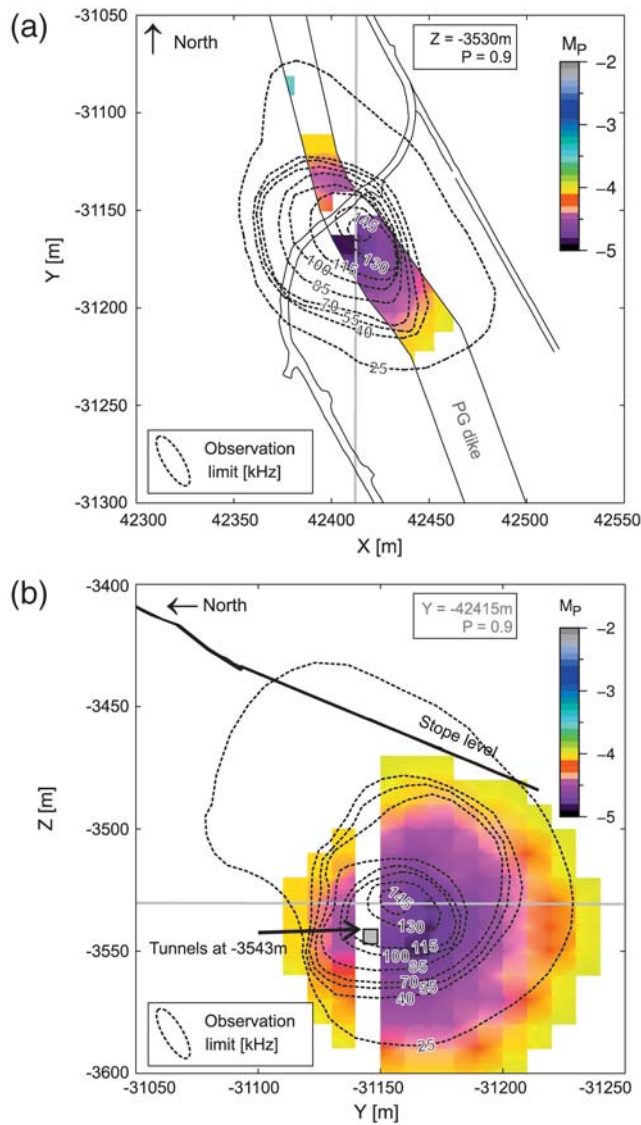 (a)
North
Z = -3530m
P = 0.9
Mₚ
-31050
-31100
-31150
-31200
-31250
-31300
Y [m]
-2
-3
-4
-5
145
130
115
100
85
70
55
40
25
PG dike
Observation
limit [kHz]
42300
42350
42400
42450
42500
42550
X [m]
(b)
North
Y = -42415m
P = 0.9
Mₚ
-3400
-3450
-3500
-3550
-3600
Z [m]
-2
-3
-4
-5
Stope level
145
130
115
100
85
70
55
40
25
Tunnels at -3543m
Observation
limit [kHz]
-31050
-31100
-31150
-31200
-31250
Y [m]